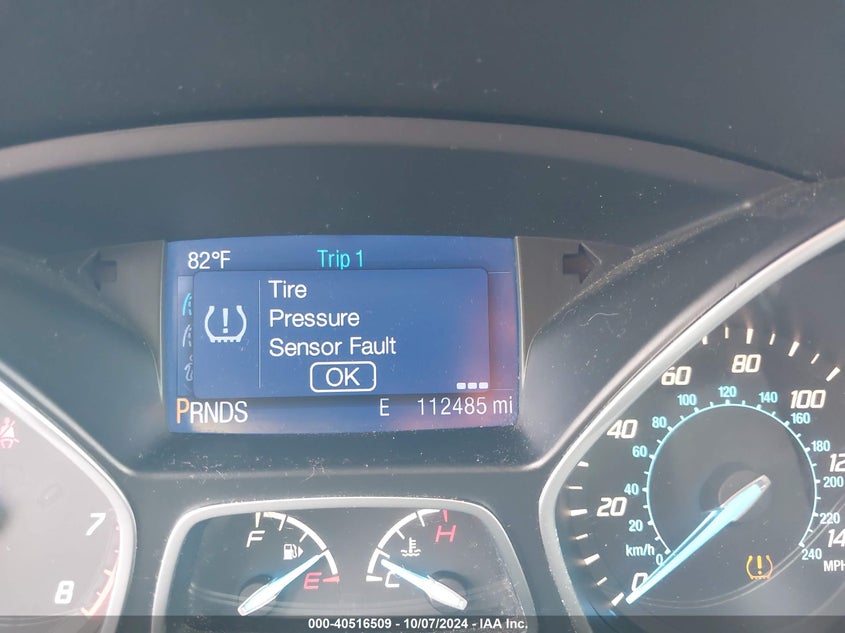 82°F Trip 1
Tire
Pressure
Sensor Fault
OK
PRNDS E 112485 mi
7
8
F
E
H
C
0
20
40
60
80
100
14
MPH
0
20
40
60
80
100
120
140
160
180
200
220
240
km/h
000-40516509 - 10/07/2024 - IAA Inc.